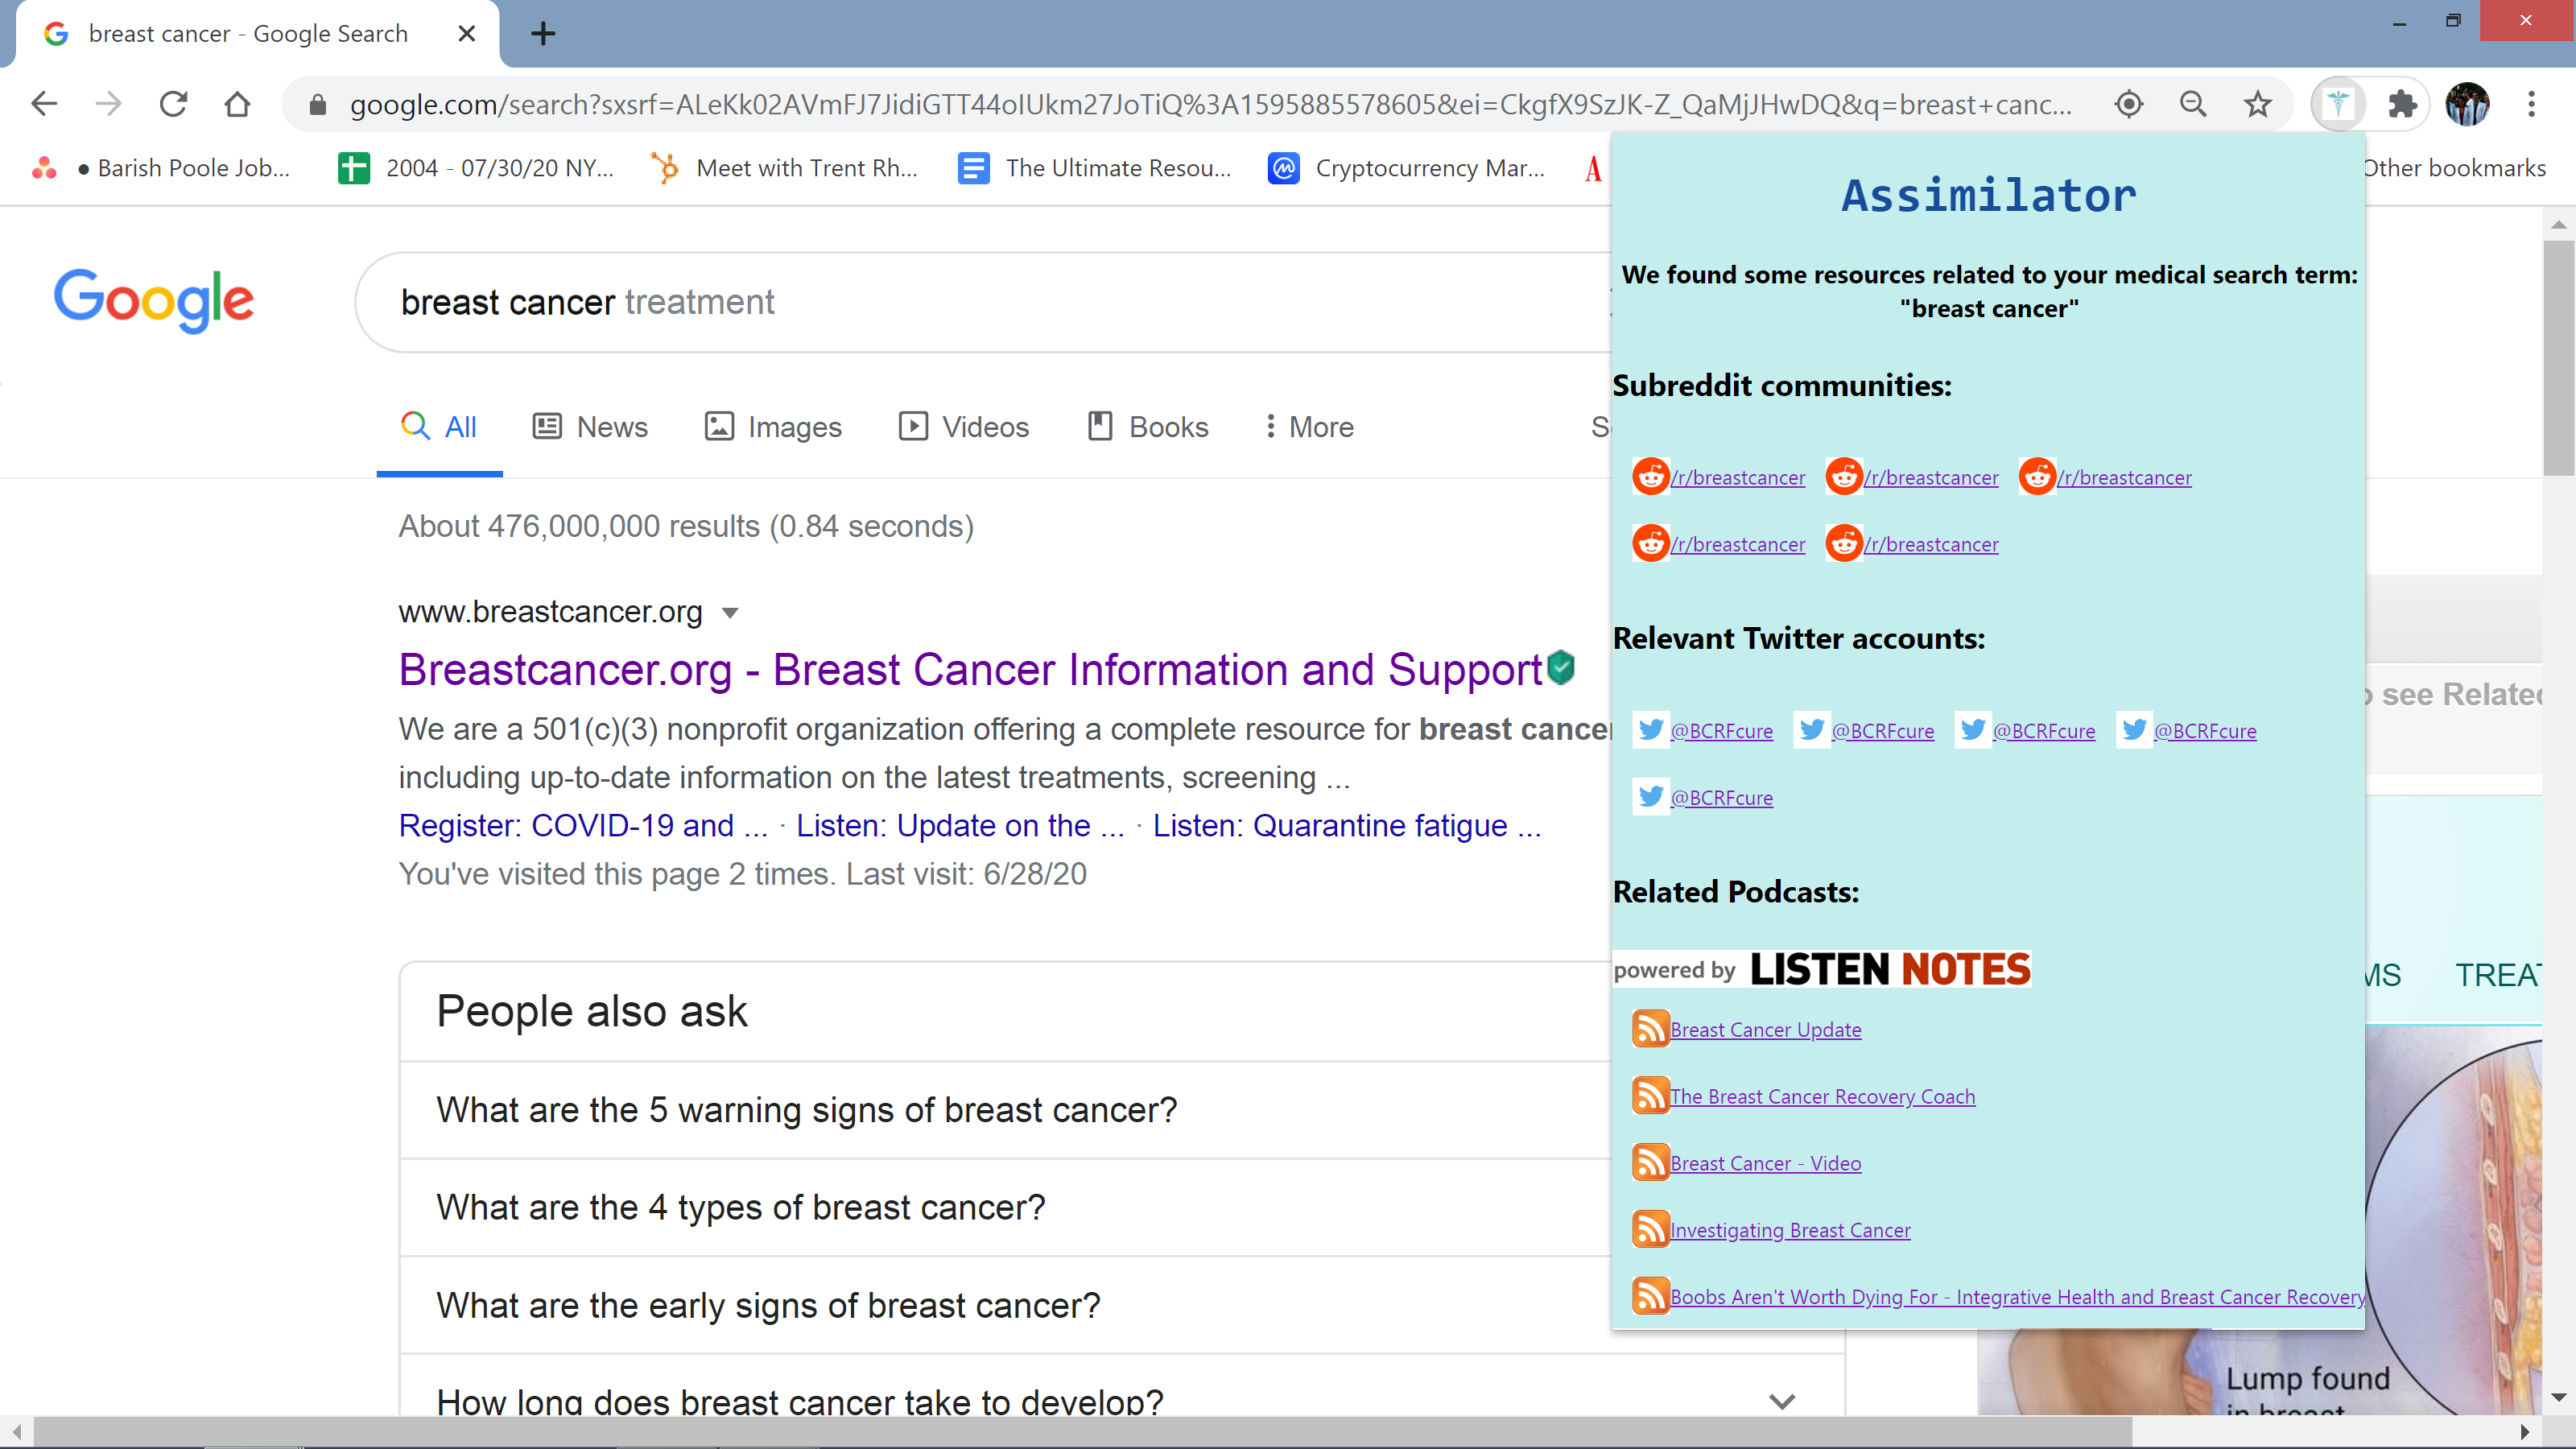 breast cancer - Google Search
google.com/search?sxsrf=ALeKk02AVmFJ7JidiGTT44oIUkm27JoTiQ%3A1595885578605&ei=CkgfX9SzJK-Z_QaMjJHwDQ&q=breast+canc...
• Barish Poole Job... 2004 - 07/30/20 NY... Meet with Trent Rh... The Ultimate Resou... Cryptocurrency Mar... Other bookmarks
Google
breast cancer treatment
All News Images Videos Books More
About 476,000,000 results (0.84 seconds)
www.breastcancer.org
Breastcancer.org - Breast Cancer Information and Support
We are a 501(c)(3) nonprofit organization offering a complete resource for breast cancer
including up-to-date information on the latest treatments, screening ...
Register: COVID-19 and ... · Listen: Update on the ... · Listen: Quarantine fatigue ...
You've visited this page 2 times. Last visit: 6/28/20
People also ask
What are the 5 warning signs of breast cancer?
What are the 4 types of breast cancer?
What are the early signs of breast cancer?
How long does breast cancer take to develop?
Assimilator
We found some resources related to your medical search term:
"breast cancer"
Subreddit communities:
/r/breastcancer /r/breastcancer /r/breastcancer
/r/breastcancer /r/breastcancer
Relevant Twitter accounts:
@BCRFcure @BCRFcure @BCRFcure @BCRFcure
@BCRFcure
Related Podcasts:
powered by LISTEN NOTES
Breast Cancer Update
The Breast Cancer Recovery Coach
Breast Cancer - Video
Investigating Breast Cancer
Boobs Aren't Worth Dying For - Integrative Health and Breast Cancer Recovery
see Related
MS TREAT
Lump found
in breast